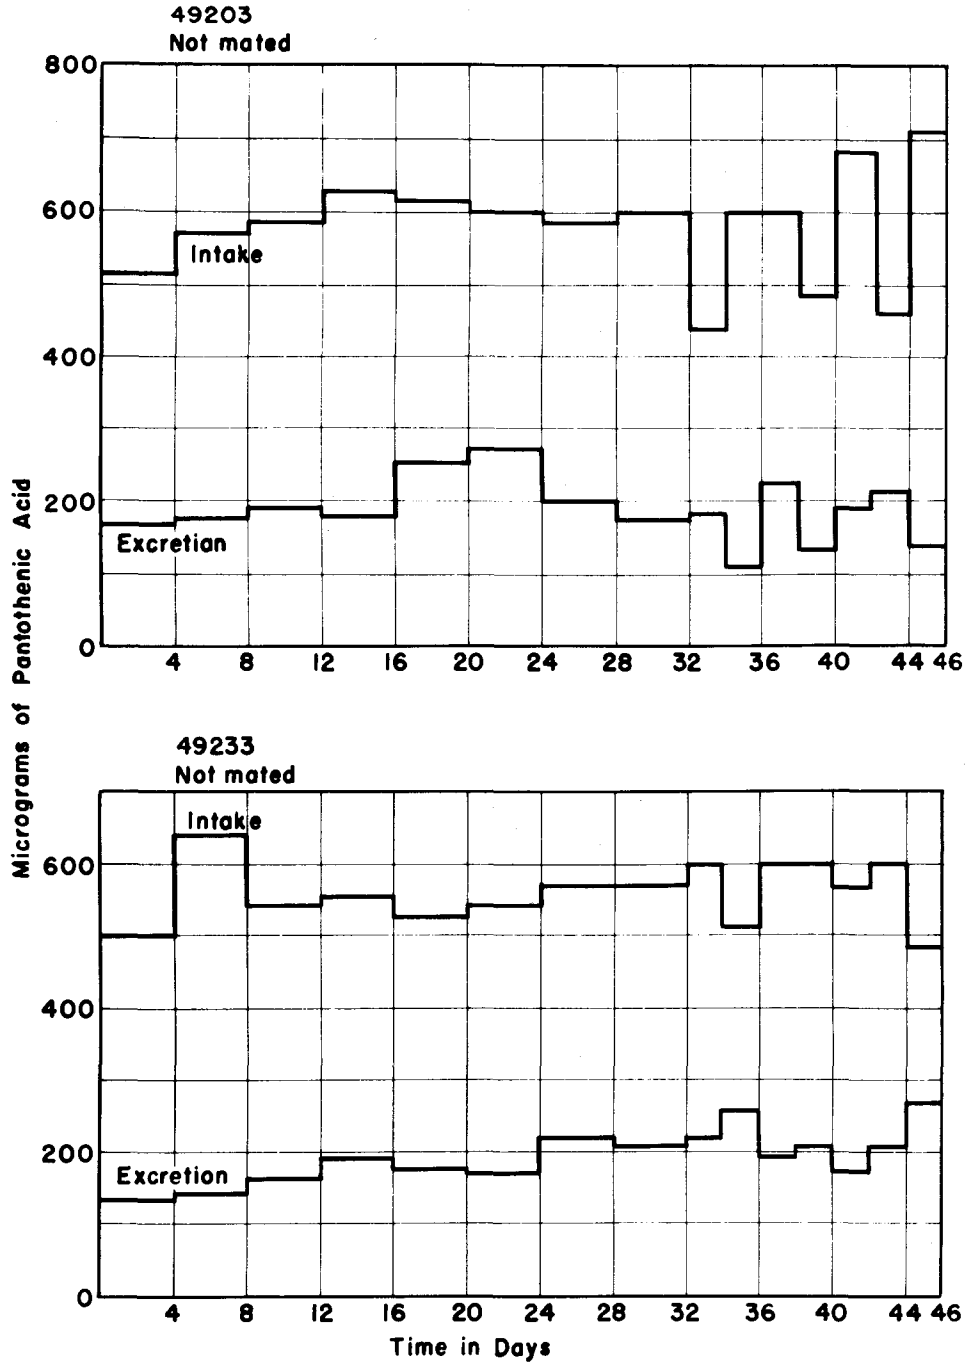 49203
Not mated
800
600
400
200
0
Intake
Excretian
4 8 12 16 20 24 28 32 36 40 44 46
Micrograms of Pantothenic Acid
49233
Not mated
600
400
200
0
Intake
Excretion
4 8 12 16 20 24 28 32 36 40 44 46
Time in Days